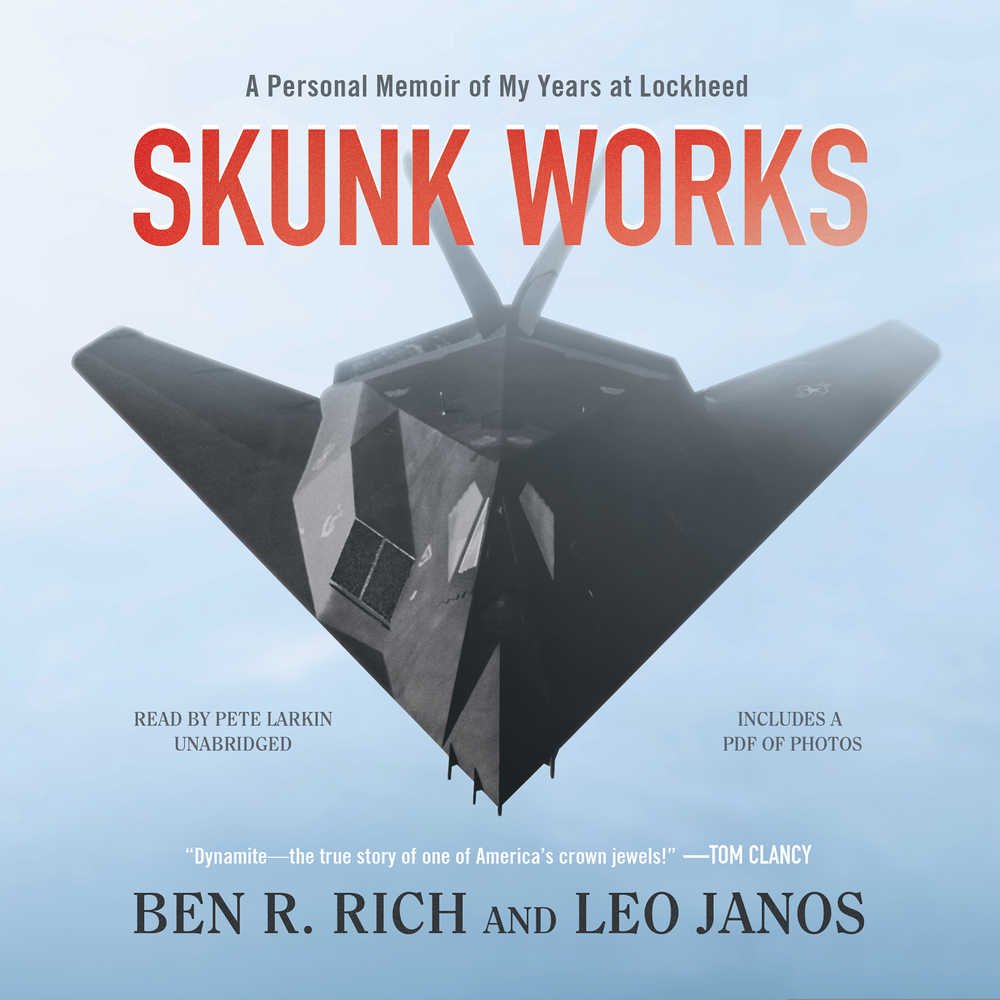 A Personal Memoir of My Years at Lockheed
SKUNK WORKS
READ BY PETE LARKIN
UNABRIDGED
INCLUDES A
PDF OF PHOTOS
“Dynamite—the true story of one of America’s crown jewels!” —TOM CLANCY
BEN R. RICH AND LEO JANOS